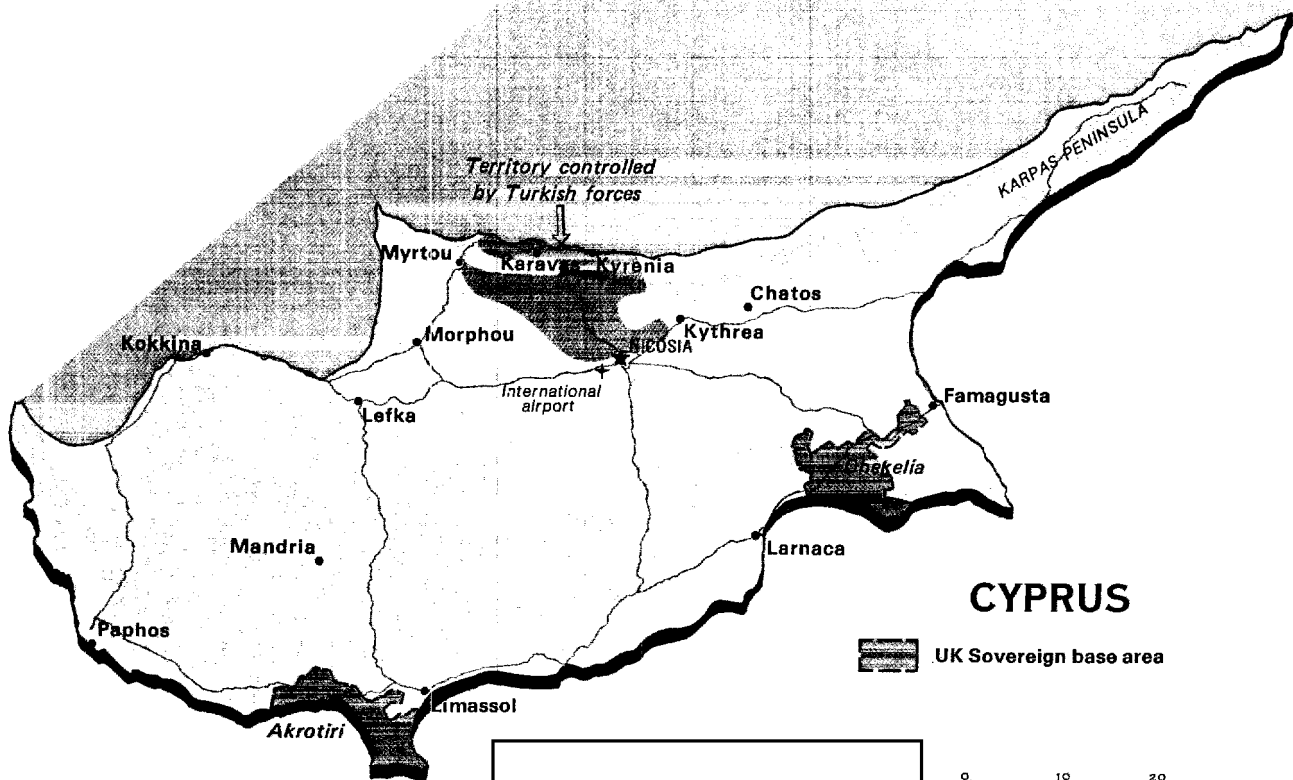 KARPAS PENINSULA
Territory controlled
by Turkish forces
Myrtou
Karavas
Kyrenia
Chatos
Kythrea
Morphou
NICOSIA
Kokkina
International
airport
Lefka
Famagusta
Dhekelia
Mandria
Larnaca
CYPRUS
UK Sovereign base area
Paphos
Limassol
Akrotiri
0 10 20